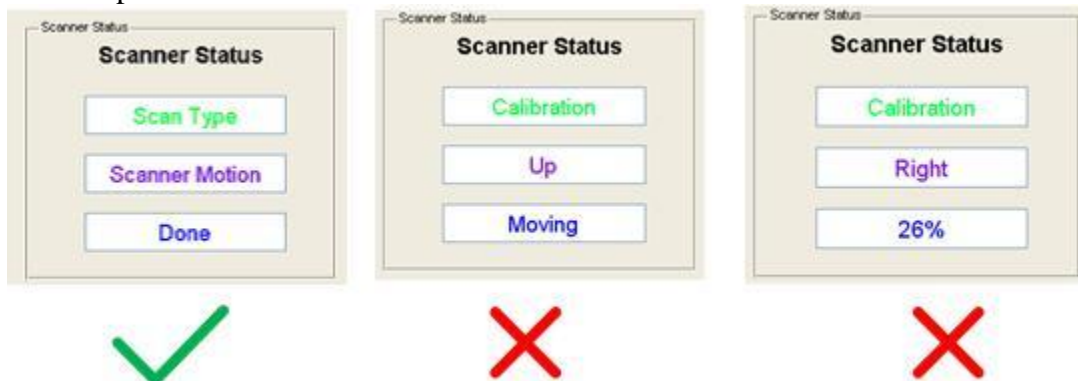 Scanner Status
Scanner Status
Scan Type
Scanner Motion
Done
Scanner Status
Scanner Status
Calibration
Up
Moving
Scanner Status
Scanner Status
Calibration
Right
26%